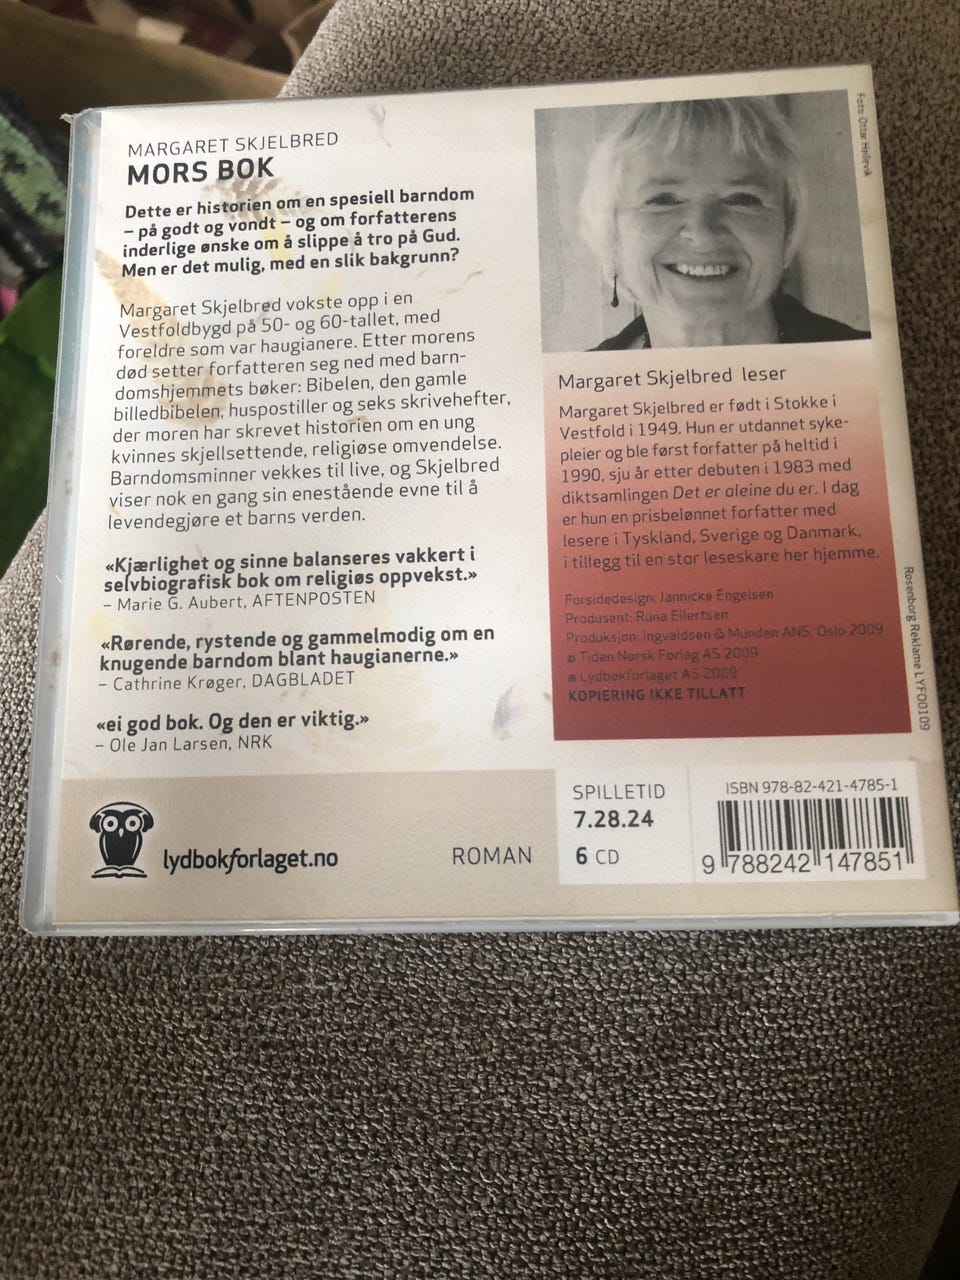 MARGARET SKJELBRED
MORS BOK
Dette er historien om en spesiell barndom
– på godt og vondt – og om forfatterens
inderlige ønske om å slippe å tro på Gud.
Men er det mulig, med en slik bakgrunn?
Margaret Skjelbred vokste opp i en
Vestfoldbygd på 50- og 60-tallet, med
foreldre som var haugianere. Etter morens
død setter forfatteren seg ned med barn-
domshjemmets bøker: Bibelen, den gamle
billedbibelen, huspostiller og seks skrivehefter,
der moren har skrevet historien om en ung
kvinnes skjellsettende, religiøse omvendelse.
Barndomsminner vekkes til live, og Skjelbred
viser nok en gang sin enestående evne til å
levendegjøre et barns verden.
«Kjærlighet og sinne balanseres vakkert i
selvbiografisk bok om religiøs oppvekst.»
– Marie G. Aubert, AFTENPOSTEN
«Rørende, rystende og gammelmodig om en
knugende barndom blant haugianerne.»
– Cathrine Krøger, DAGBLADET
«ei god bok. Og den er viktig.»
– Ole Jan Larsen, NRK
Foto: Ottar Hellevik
Margaret Skjelbred leser
Margaret Skjelbred er født i Stokke i
Vestfold i 1949. Hun er utdannet syke-
pleier og ble først forfatter på heltid i
1990, sju år etter debuten i 1983 med
diktsamlingen Det er aleine du er. I dag
er hun en prisbelønnet forfatter med
lesere i Tyskland, Sverige og Danmark,
i tillegg til en stor leseskare her hjemme.
Forsidedesign: Jannicke Engelsen
Produsent: Runa Eilertsen
Produksjon: Ingvaldsen & Munden ANS, Oslo 2009
© Tiden Norsk Forlag AS 2009
℗ Lydbokforlaget AS 2009
KOPIERING IKKE TILLATT
Rosenborg Reklame LYFO0109
lydbokforlaget.no
ROMAN
SPILLETID
7.28.24
6 CD
ISBN 978-82-421-4785-1
9 788242 147851